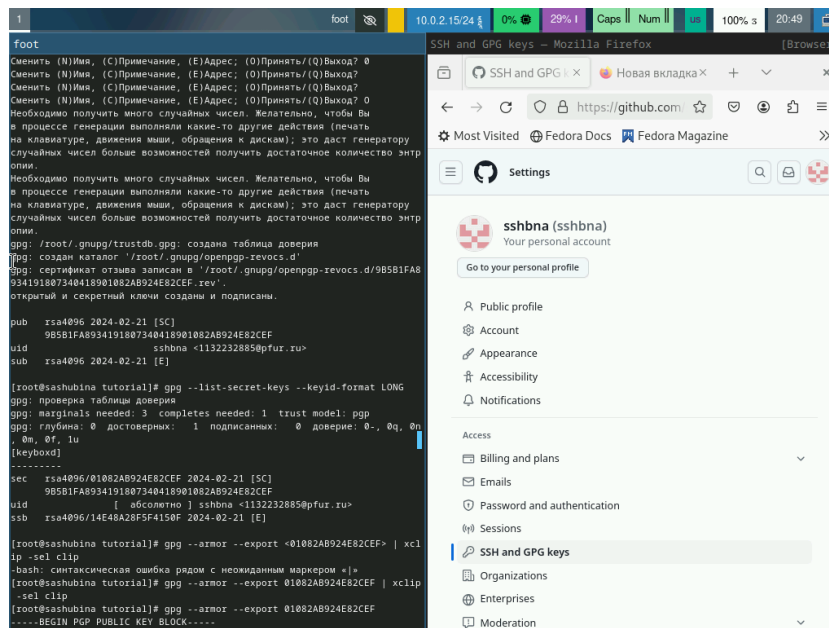 1
foot
10.0.2.15/24
0%
29%
Caps
Num
us
100%
20:49
foot
Сменить (N)Имя, (C)Примечание, (E)Адрес; (O)Принять/(Q)Выход? 0
Сменить (N)Имя, (C)Примечание, (E)Адрес; (O)Принять/(Q)Выход?
Сменить (N)Имя, (C)Примечание, (E)Адрес; (O)Принять/(Q)Выход?
Сменить (N)Имя, (C)Примечание, (E)Адрес; (O)Принять/(Q)Выход? O
Необходимо получить много случайных чисел. Желательно, чтобы Вы
в процессе генерации выполняли какие-то другие действия (печать
на клавиатуре, движения мыши, обращения к дискам); это даст генератору
случайных чисел больше возможностей получить достаточное количество энтр
опии.
Необходимо получить много случайных чисел. Желательно, чтобы Вы
в процессе генерации выполняли какие-то другие действия (печать
на клавиатуре, движения мыши, обращения к дискам); это даст генератору
случайных чисел больше возможностей получить достаточное количество энтр
опии.
gpg: /root/.gnupg/trustdb.gpg: создана таблица доверия
gpg: создан каталог '/root/.gnupg/openpgp-revocs.d'
gpg: сертификат отзыва записан в '/root/.gnupg/openpgp-revocs.d/9B5B1FA8
93419180734041890​1082AB924E82CEF.rev'.
открытый и секретный ключи созданы и подписаны.
pub rsa4096 2024-02-21 [SC]
9B5B1FA8934191807340418901082AB924E82CEF
uid sshbna <1132232885@pfur.ru>
sub rsa4096 2024-02-21 [E]
[root@sashubina tutorial]# gpg --list-secret-keys --keyid-format LONG
gpg: проверка таблицы доверия
gpg: marginals needed: 3 completes needed: 1 trust model: pgp
gpg: глубина: 0 достоверных: 1 подписанных: 0 доверие: 0-, 0q, 0n
, 0m, 0f, 1u
[keyboxd]
---------
sec rsa4096/01082AB924E82CEF 2024-02-21 [SC]
9B5B1FA8934191807340418901082AB924E82CEF
uid [ абсолютно ] sshbna <1132232885@pfur.ru>
ssb rsa4096/14E48A28F5F4150F 2024-02-21 [E]
[root@sashubina tutorial]# gpg --armor --export <01082AB924E82CEF> | xcl
ip -sel clip
-bash: синтаксическая ошибка рядом с неожиданным маркером «|»
[root@sashubina tutorial]# gpg --armor --export 01082AB924E82CEF | xclip
-sel clip
[root@sashubina tutorial]# gpg --armor --export 01082AB924E82CEF
-----BEGIN PGP PUBLIC KEY BLOCK-----
SSH and GPG keys — Mozilla Firefox
[Browse
SSH and GPG k
Новая вкладка
https://github.com/
Most Visited
Fedora Docs
Fedora Magazine
Settings
sshbna (sshbna)
Your personal account
Go to your personal profile
Public profile
Account
Appearance
Accessibility
Notifications
Access
Billing and plans
Emails
Password and authentication
Sessions
SSH and GPG keys
Organizations
Enterprises
Moderation